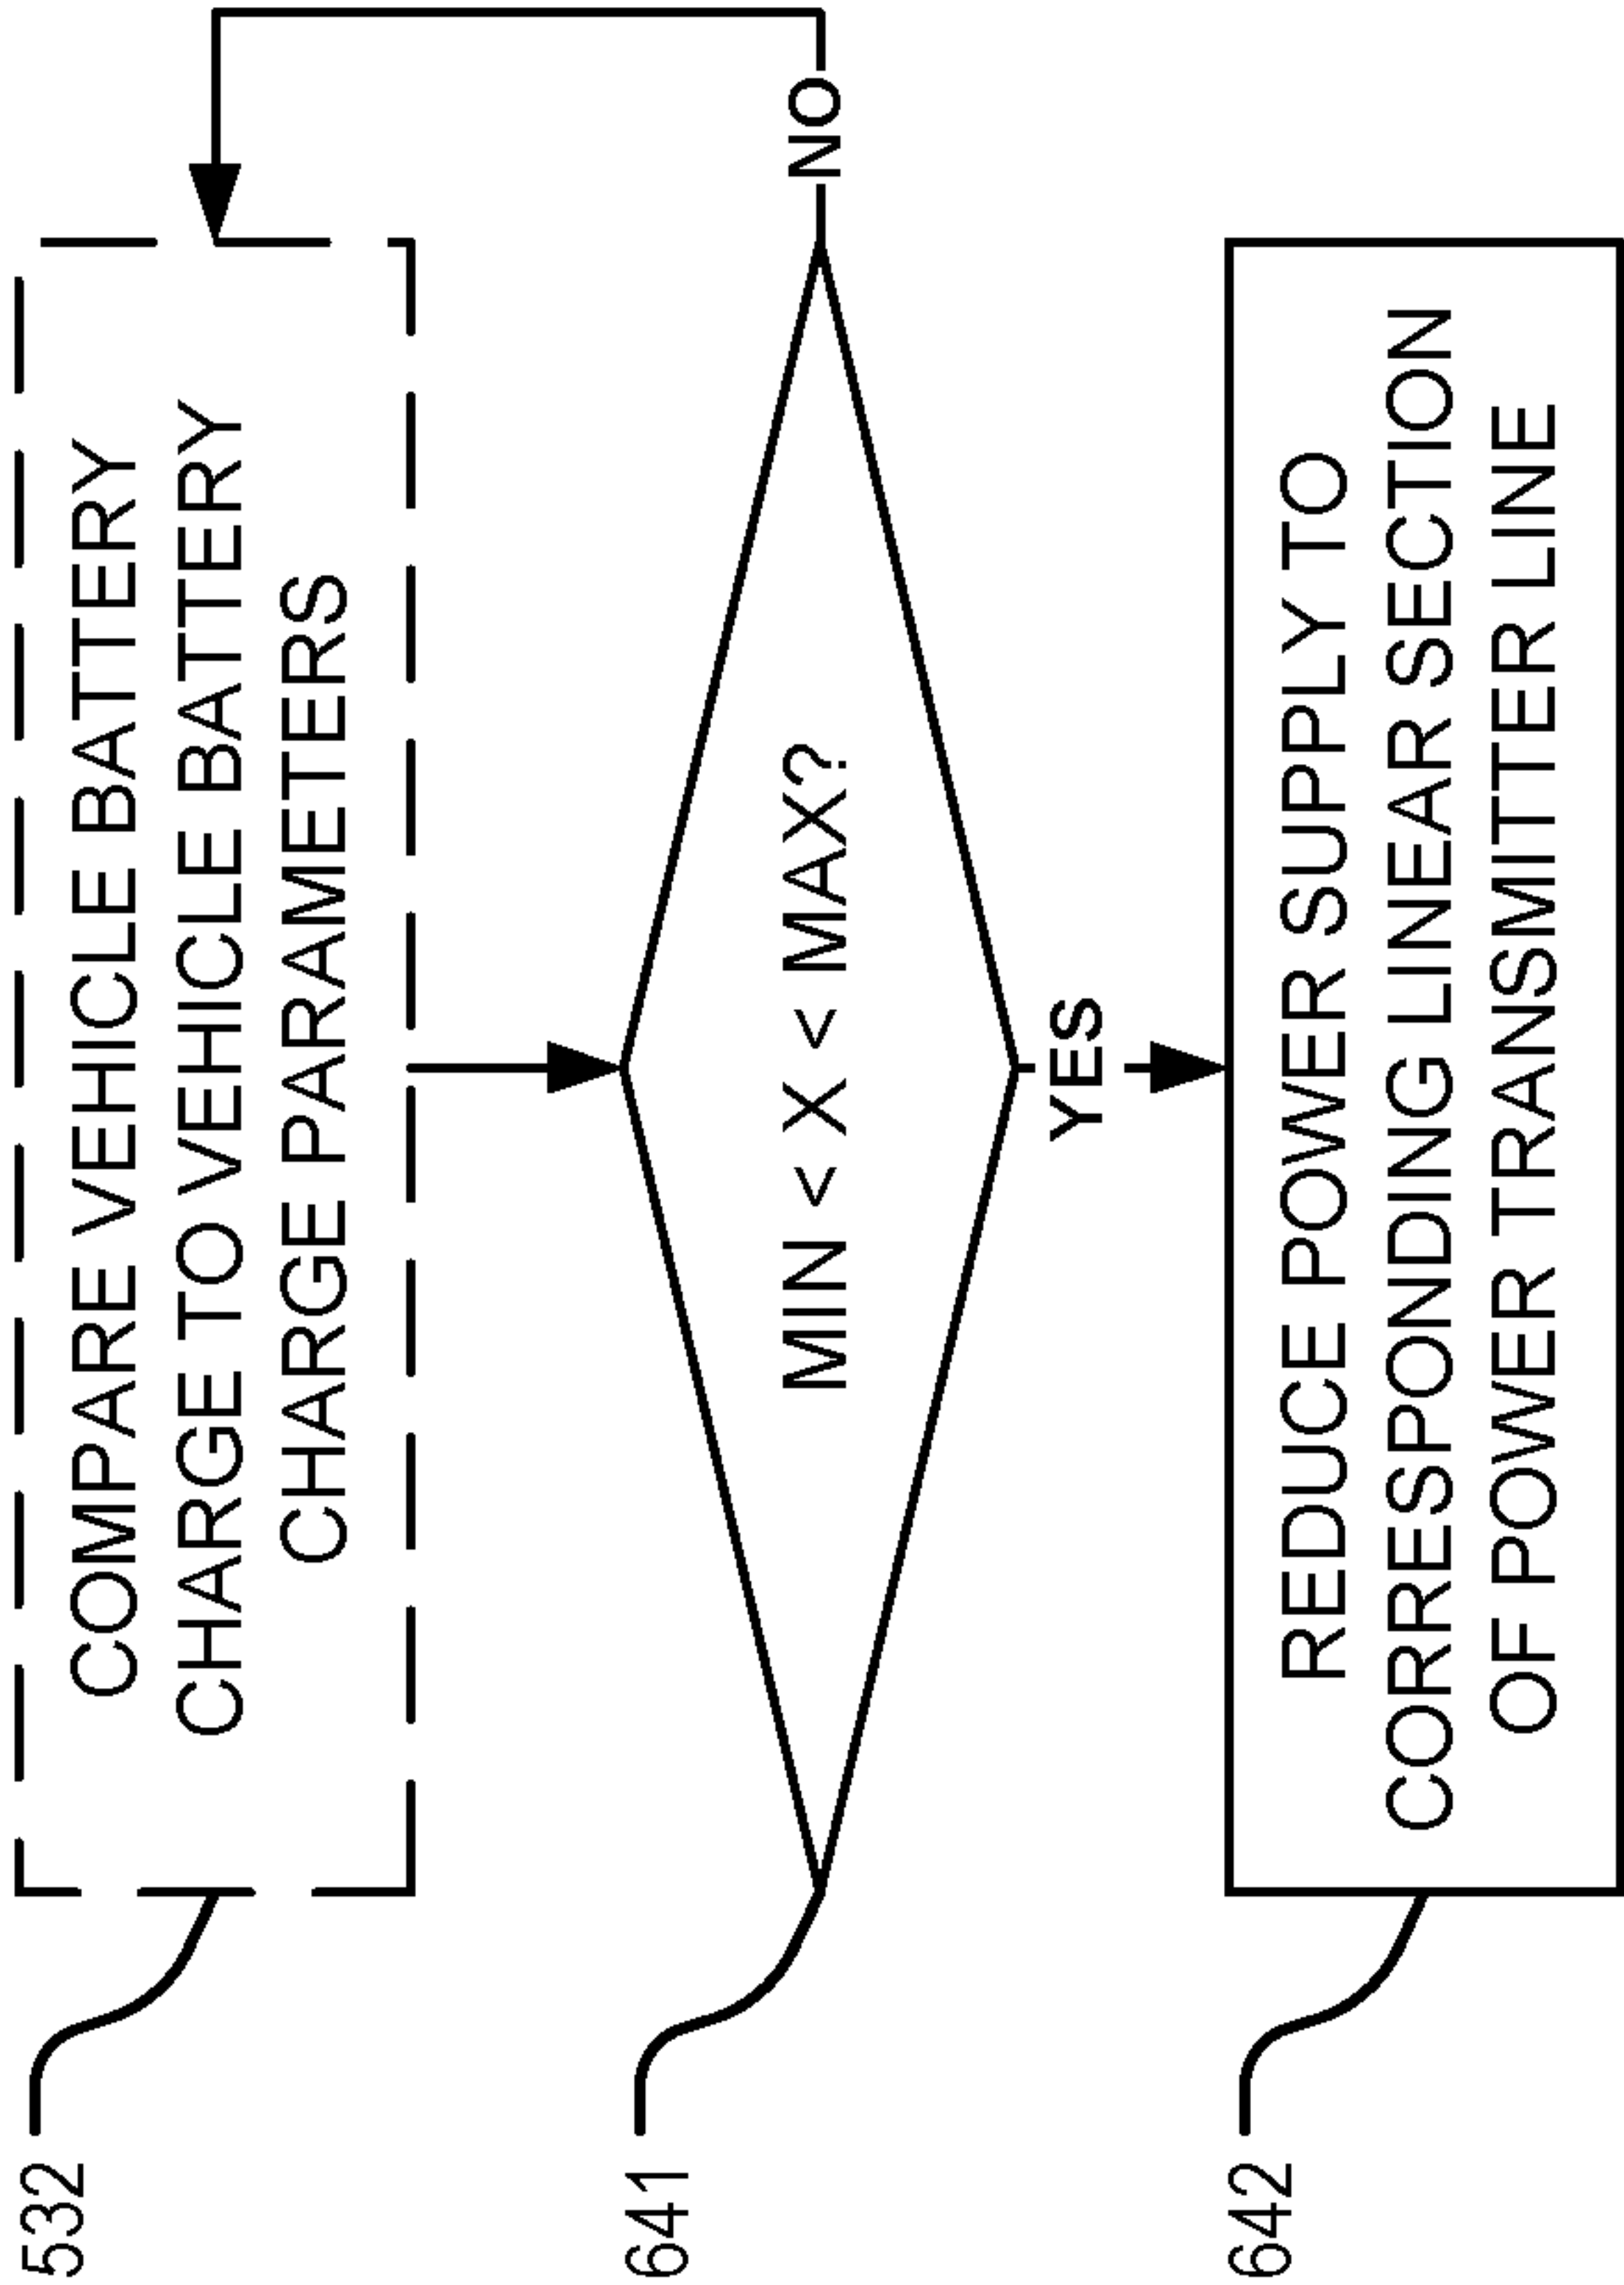 532
COMPARE VEHICLE BATTERY
CHARGE TO VEHICLE BATTERY
CHARGE PARAMETERS
641
MIN < X < MAX?
NO
YES
642
REDUCE POWER SUPPLY TO
CORRESPONDING LINEAR SECTION
OF POWER TRANSMITTER LINE